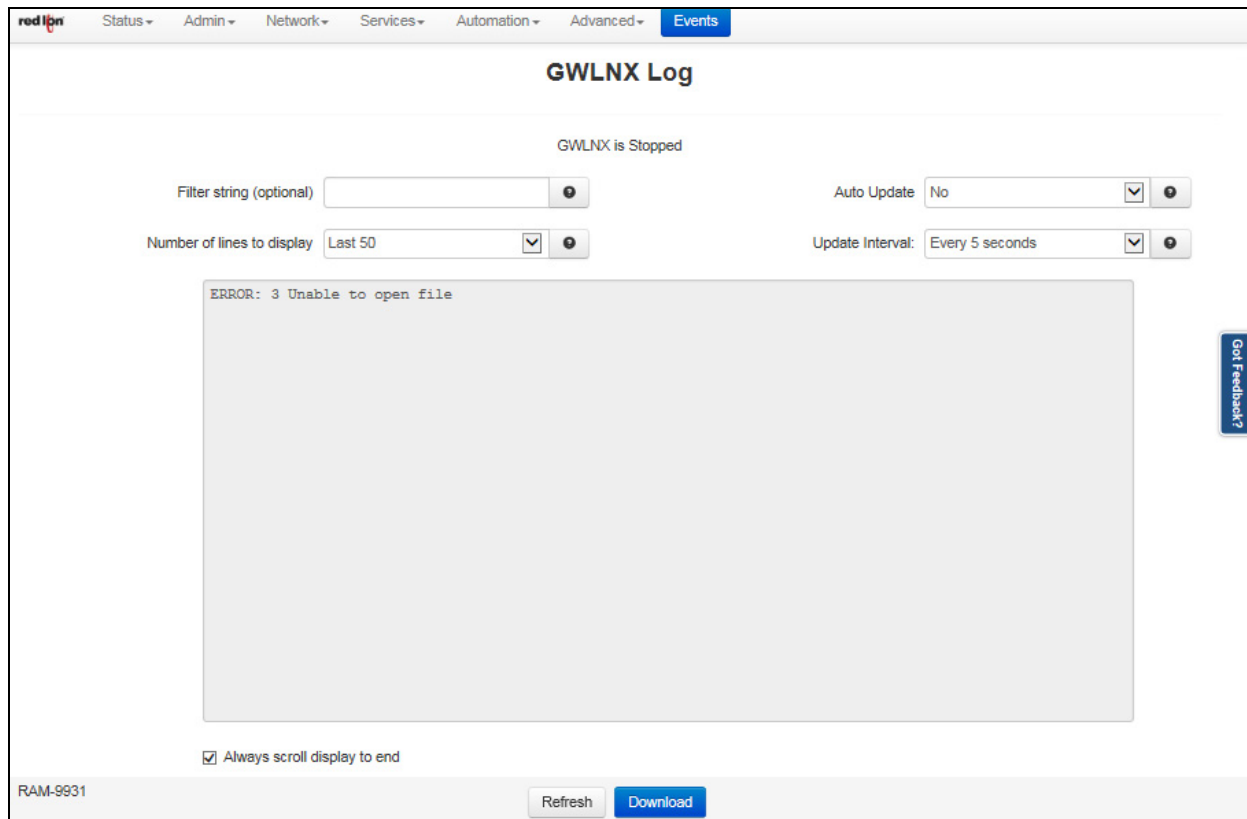 red lion Status Admin Network Services Automation Advanced Events
GWLNX Log
GWLNX is Stopped
Filter string (optional)
Auto Update No
Number of lines to display Last 50
Update Interval: Every 5 seconds
ERROR: 3 Unable to open file
Got Feedback?
Always scroll display to end
RAM-9931
Refresh Download